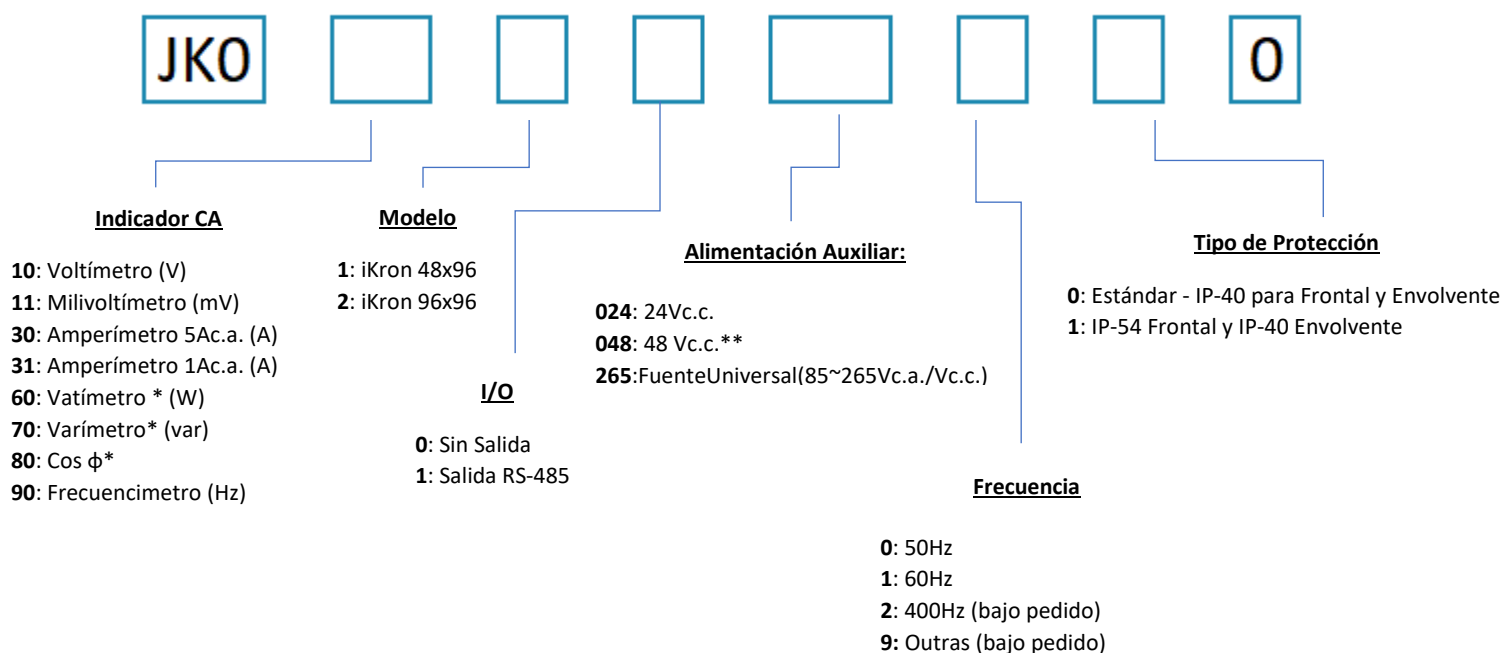 JK0 0
Indicador CA
10: Voltímetro (V)
11: Milivoltímetro (mV)
30: Amperímetro 5Ac.a. (A)
31: Amperímetro 1Ac.a. (A)
60: Vatímetro * (W)
70: Varímetro* (var)
80: Cos ϕ*
90: Frecuencimetro (Hz)
Modelo
1: iKron 48x96
2: iKron 96x96
I/O
0: Sin Salida
1: Salida RS-485
Alimentación Auxiliar:
024: 24Vc.c.
048: 48 Vc.c.**
265:FuenteUniversal(85~265Vc.a./Vc.c.)
Frecuencia
0: 50Hz
1: 60Hz
2: 400Hz (bajo pedido)
9: Outras (bajo pedido)
Tipo de Protección
0: Estándar - IP-40 para Frontal y Envolvente
1: IP-54 Frontal y IP-40 Envolvente